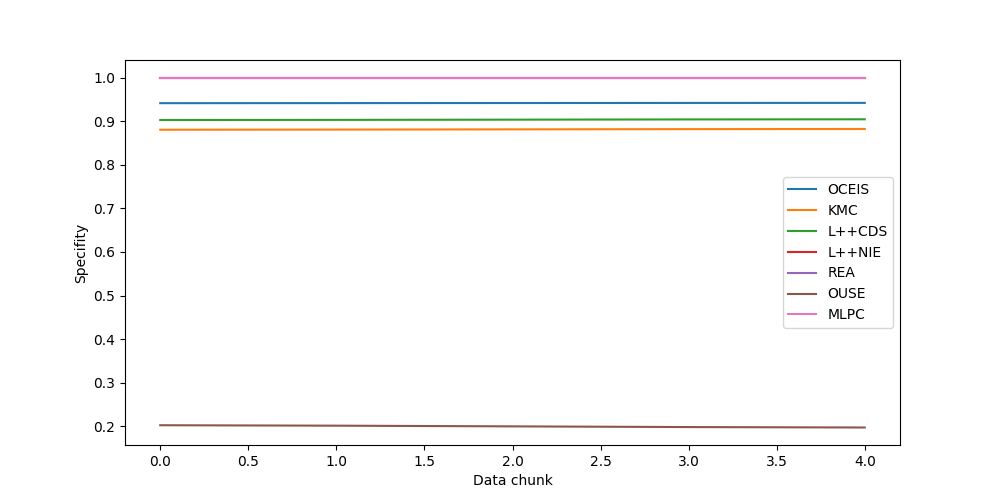 1.0
0.9
0.8
0.7
0.6
0.5
0.4
0.3
0.2
Specifity
0.0 0.5 1.0 1.5 2.0 2.5 3.0 3.5 4.0
Data chunk
OCEIS
KMC
L++CDS
L++NIE
REA
OUSE
MLPC